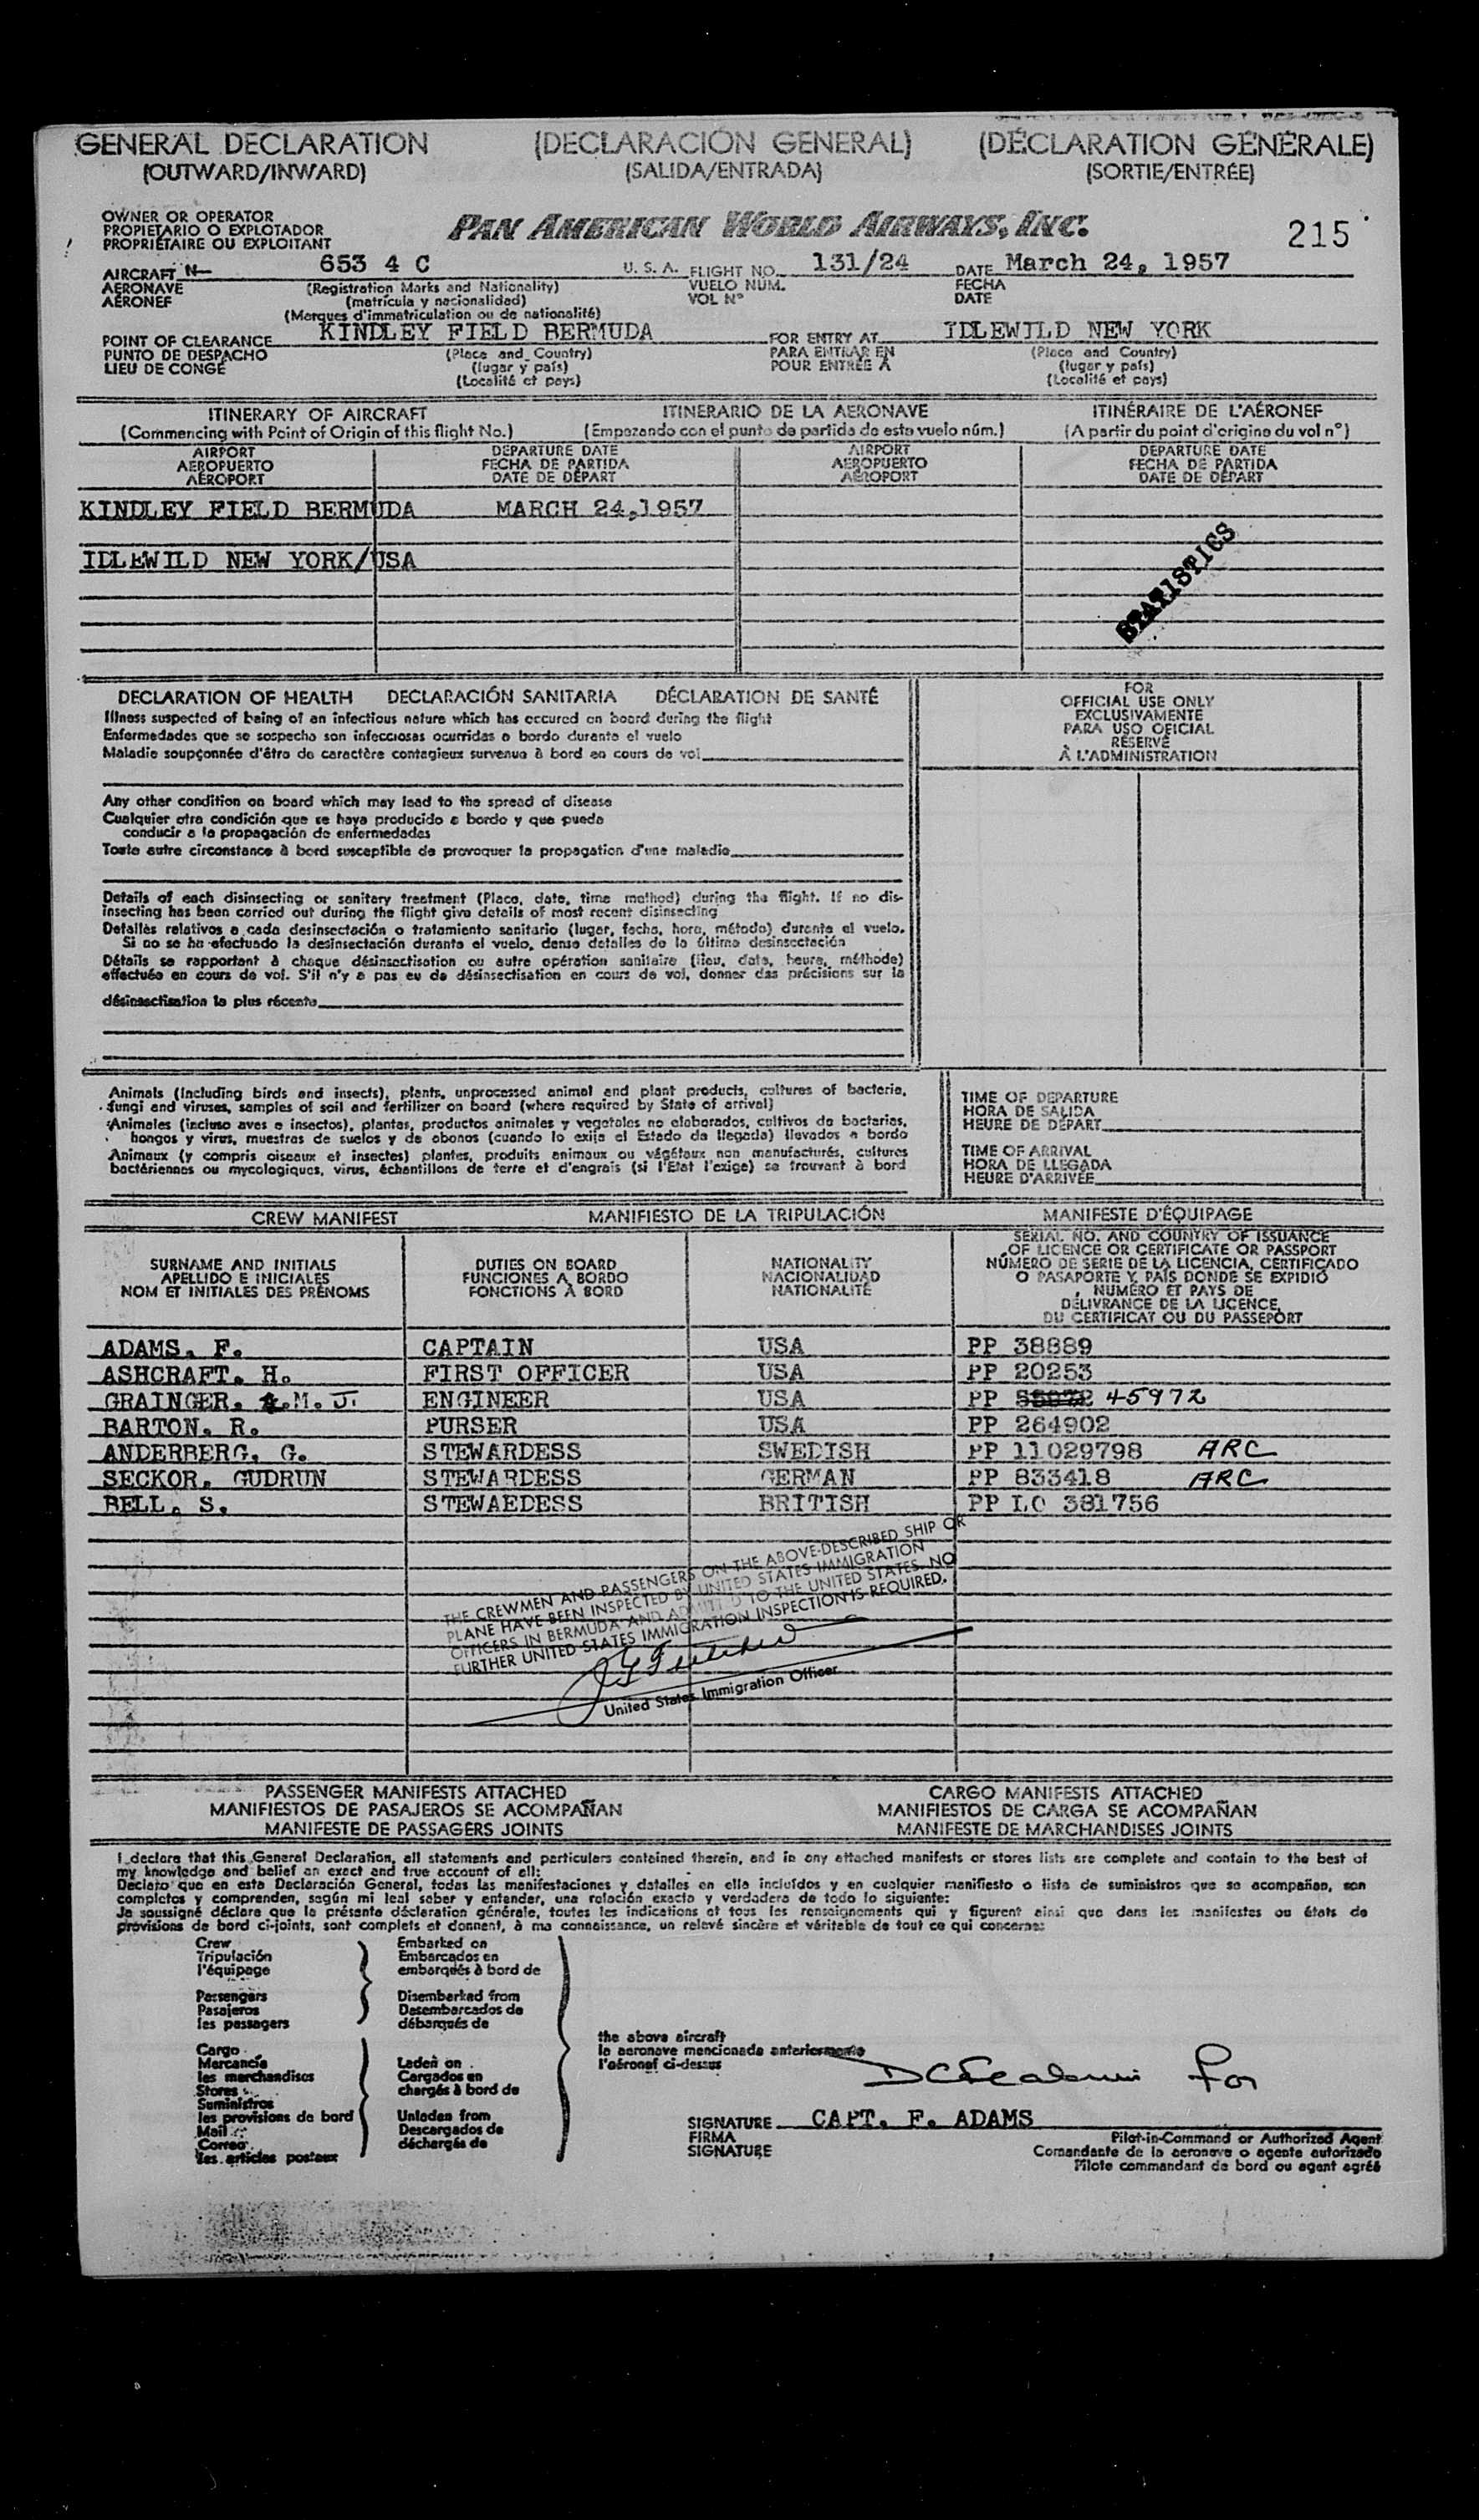 GENERAL DECLARATION (DECLARACIÓN GENERAL) (DÉCLARATION GÉNÉRALE)
(OUTWARD/INWARD) (SALIDA/ENTRADA) (SORTIE/ENTRÉE)
OWNER OR OPERATOR
PROPIETARIO O EXPLOTADOR
PROPRIÉTAIRE OU EXPLOITANT
PAN AMERICAN WORLD AIRWAYS, INC.
215
AIRCRAFT N- 653 4 C U. S. A. FLIGHT NO. 131/24 DATE March 24, 1957
AERONAVE (Registration Marks and Nationality) VUELO NÚM. FECHA
AÉRONEF (matrícula y nacionalidad) VOL Nº DATE
(Marques d'immatriculation ou de nationalité)
POINT OF CLEARANCE KINDLEY FIELD BERMUDA FOR ENTRY AT IDLEWILD NEW YORK
PUNTO DE DESPACHO (Place and Country) PARA ENTRAR EN (Place and Country)
LIEU DE CONGÉ (lugar y país) POUR ENTRÉE À (lugar y país)
(Localité et pays) (Localité et pays)
ITINERARY OF AIRCRAFT ITINERARIO DE LA AERONAVE ITINÉRAIRE DE L'AÉRONEF
(Commencing with Point of Origin of this flight No.) (Empezando con el punto de partida de este vuelo núm.) (A partir du point d'origine du vol nº)
AIRPORT DEPARTURE DATE AIRPORT DEPARTURE DATE
AEROPUERTO FECHA DE PARTIDA AEROPUERTO FECHA DE PARTIDA
AÉROPORT DATE DE DÉPART AÉROPORT DATE DE DÉPART
KINDLEY FIELD BERMUDA MARCH 24,1957
IDLEWILD NEW YORK/USA
STATISTICS
DECLARATION OF HEALTH DECLARACIÓN SANITARIA DÉCLARATION DE SANTÉ
Illness suspected of being of an infectious nature which has occured on board during the flight
Enfermedades que se sospecha son infecciosas ocurridas a bordo durante el vuelo
Maladie soupçonnée d'être de caractère contagieux survenue à bord en cours de vol
Any other condition on board which may lead to the spread of disease
Cualquier otra condición que se haya producido a bordo y que pueda
conducir a la propagación de enfermedades
Toute autre circonstance à bord susceptible de provoquer la propagation d'une maladie
Details of each disinsecting or sanitary treatment (Place, date, time method) during the flight. If no dis-
insecting has been carried out during the flight give details of most recent disinsecting
Detalles relativos a cada desinsectación o tratamiento sanitario (lugar, fecha, hora, método) durante el vuelo.
Si no se ha efectuado la desinsectación durante el vuelo, dense detalles de la última desinsectación
Détails se rapportant à chaque désinsectisation ou autre opération sanitaire (lieu, date, heure, méthode)
effectuée en cours de vol. S'il n'y a pas eu de désinsectisation en cours de vol, donner des précisions sur la
désinsectisation la plus récente
FOR
OFFICIAL USE ONLY
EXCLUSIVAMENTE
PARA USO OFICIAL
RÉSERVÉ
À L'ADMINISTRATION
Animals (Including birds and insects), plants, unprocessed animal and plant products, cultures of bacteria,
fungi and viruses, samples of soil and fertilizer on board (where required by State of arrival)
Animales (incluso aves e insectos), plantas, productos animales y vegetales no elaborados, cultivos de bacterias,
hongos y virus, muestras de suelos y de abonos (cuando lo exija el Estado de llegada) llevados a bordo
Animaux (y compris oiseaux et insectes) plantes, produits animaux ou végétaux non manufacturés, cultures
bactériennes ou mycologiques, virus, échantillons de terre et d'engrais (si l'État l'exige) se trouvant à bord
TIME OF DEPARTURE
HORA DE SALIDA
HEURE DE DÉPART
TIME OF ARRIVAL
HORA DE LLEGADA
HEURE D'ARRIVÉE
CREW MANIFEST MANIFIESTO DE LA TRIPULACIÓN MANIFESTE D'ÉQUIPAGE
SURNAME AND INITIALS
APELLIDO E INICIALES
NOM ET INITIALES DES PRÉNOMS
DUTIES ON BOARD
FUNCIONES A BORDO
FONCTIONS À BORD
NATIONALITY
NACIONALIDAD
NATIONALITÉ
SERIAL NO. AND COUNTRY OF ISSUANCE
OF LICENCE OR CERTIFICATE OR PASSPORT
NÚMERO DE SERIE DE LA LICENCIA, CERTIFICADO
O PASAPORTE Y PAÍS DONDE SE EXPIDIÓ
NUMÉRO ET PAYS DE
DÉLIVRANCE DE LA LICENCE,
DU CERTIFICAT OU DU PASSEPORT
ADAMS. F. CAPTAIN USA PP 38889
ASHCRAFT. H. FIRST OFFICER USA PP 20253
GRAINGER. M. J. ENGINEER USA PP 45972
BARTON. R. PURSER USA PP 264902
ANDERBERG. G. STEWARDESS SWEDISH PP 11029798 ARC
SECKOR. GUDRUN STEWARDESS GERMAN PP 833418 ARC
BELL. S. STEWAEDESS BRITISH PP LO 381756
THE CREWMEN AND PASSENGERS ON THE ABOVE-DESCRIBED SHIP OR
PLANE HAVE BEEN INSPECTED BY UNITED STATES IMMIGRATION
OFFICERS IN BERMUDA AND ADMITTED TO THE UNITED STATES. NO
FURTHER UNITED STATES IMMIGRATION INSPECTION IS REQUIRED.
United States Immigration Officer
PASSENGER MANIFESTS ATTACHED CARGO MANIFESTS ATTACHED
MANIFIESTOS DE PASAJEROS SE ACOMPAÑAN MANIFIESTOS DE CARGA SE ACOMPAÑAN
MANIFESTE DE PASSAGERS JOINTS MANIFESTE DE MARCHANDISES JOINTS
I declare that this General Declaration, all statements and particulars contained therein, and in any attached manifests or stores lists are complete and contain to the best of
my knowledge and belief an exact and true account of all:
Declaro que en esta Declaración General, todas las manifestaciones y detalles en ella incluídos y en cualquier manifiesto o lista de suministros que se acompañan, son
completos y comprenden, según mi leal saber y entender, una relación exacta y verdadera de todo lo siguiente:
Je soussigné déclare que la présente déclaration générale, toutes les indications et tous les renseignements qui y figurent ainsi que dans les manifestes ou états de
provisions de bord ci-joints, sont complets et donnent, à ma connaissance, un relevé sincère et véritable de tout ce qui concerne:
Crew Embarked on
Tripulación Embarcados en
l'équipage embarqués à bord de
Passengers Disembarked from
Pasajeros Desembarcados de
les passagers débarqués de
Cargo
Mercancía Laden on
les marchandises Cargados en
Stores chargés à bord de
Suministros
les provisions de bord Unladen from
Mail Descargados de
Correo déchargés de
les articles postaux
the above aircraft
la aeronave mencionada anteriormente
l'aéronef ci-dessus
for
SIGNATURE CAPT. F. ADAMS
FIRMA
SIGNATURE
Pilot-in-Command or Authorized Agent
Comandante de la aeronave o agente autorizado
Pilote commandant de bord ou agent agréé